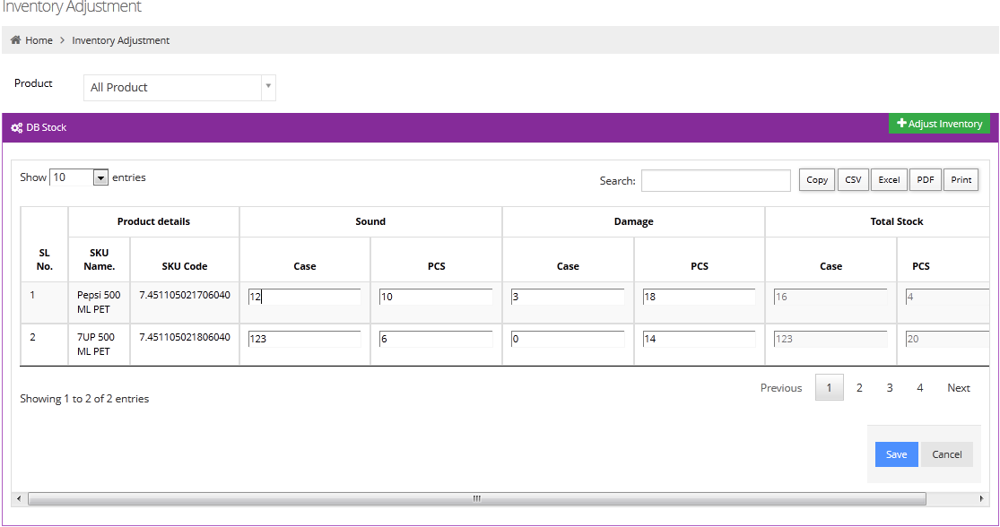 Inventory Adjustment
Home > Inventory Adjustment
Product All Product
DB Stock Adjust Inventory
Show 10 entries Search: Copy CSV Excel PDF Print
Product details Sound Damage Total Stock
SL No. SKU Name. SKU Code Case PCS Case PCS Case PCS
1 Pepsi 500 ML PET 7.451105021706040 12 10 3 18 16 4
2 7UP 500 ML PET 7.451105021806040 123 6 0 14 123 20
Previous 1 2 3 4 Next
Showing 1 to 2 of 2 entries
Save Cancel